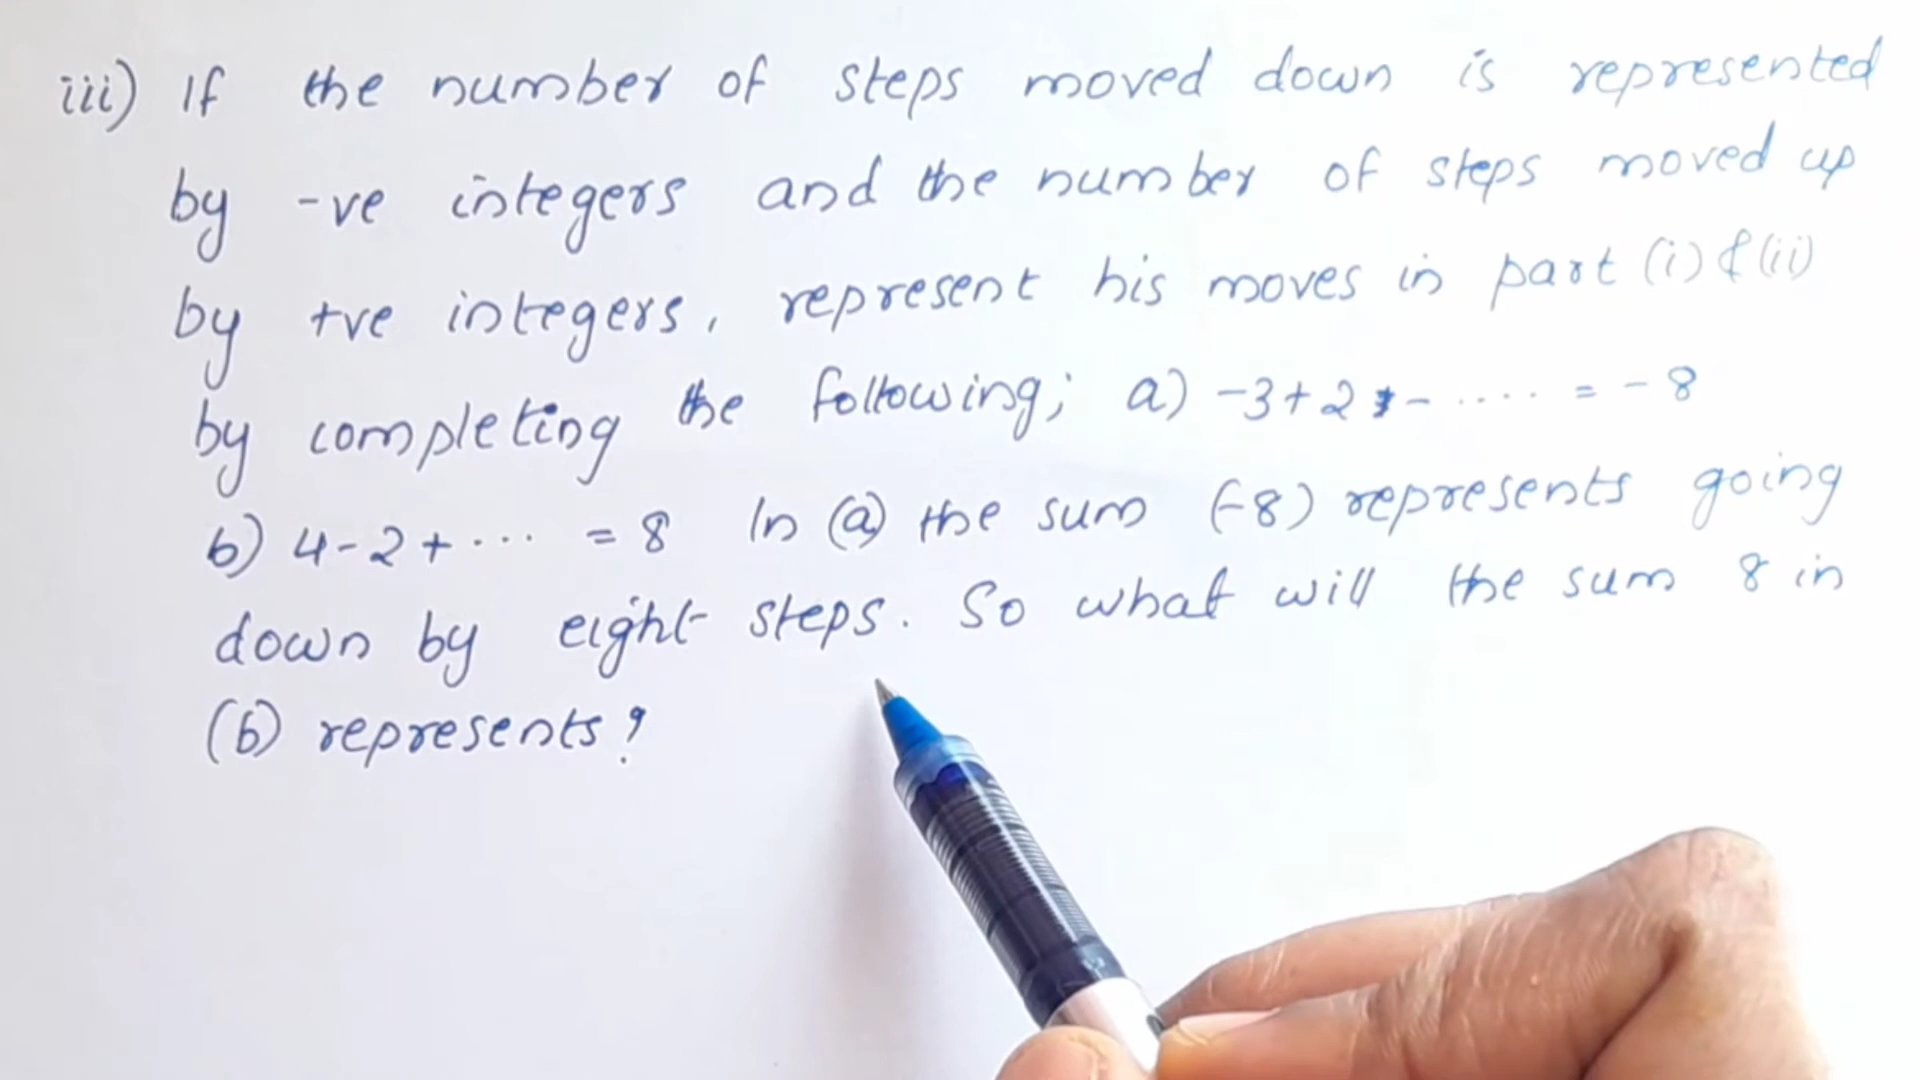 iii) If the number of steps moved down is represented
by -ve integers and the number of steps moved up
by +ve integers, represent his moves in part (i) & (ii)
by completing the following; a) -3+2 - ..... = -8
b) 4-2+... = 8 In (a) the sum (-8) represents going
down by eight steps. So what will the sum 8 in
(b) represents?